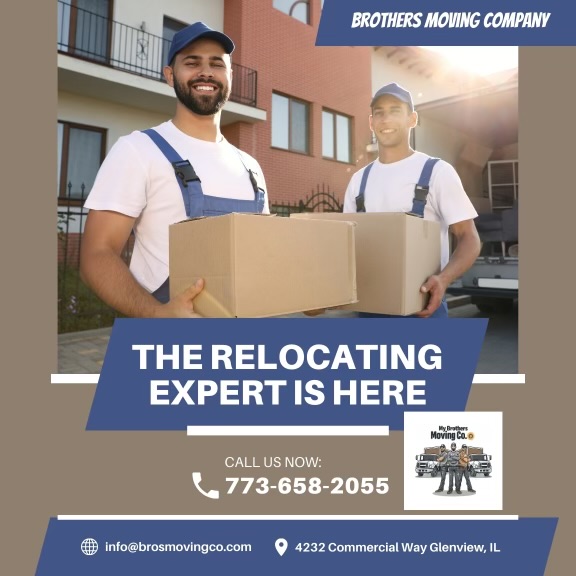 BROTHERS MOVING COMPANY
THE RELOCATING
EXPERT IS HERE
My Brothers
Moving Co.
CALL US NOW:
773-658-2055
info@brosmovingco.com
4232 Commercial Way Glenview, IL